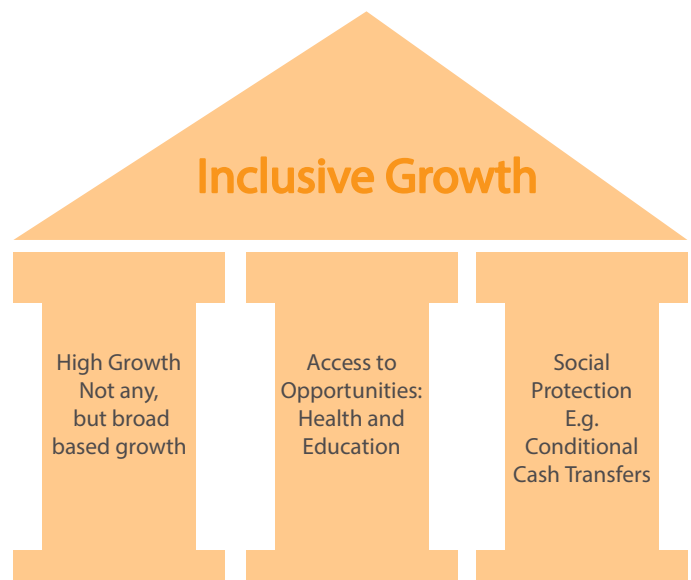 Inclusive Growth
High Growth
Not any,
but broad
based growth
Access to
Opportunities:
Health and
Education
Social
Protection
E.g.
Conditional
Cash Transfers